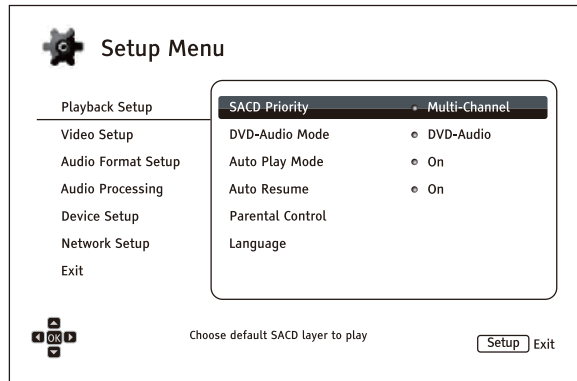 Setup Menu
Playback Setup
Video Setup
Audio Format Setup
Audio Processing
Device Setup
Network Setup
Exit
SACD Priority Multi-Channel
DVD-Audio Mode DVD-Audio
Auto Play Mode On
Auto Resume On
Parental Control
Language
OK
Choose default SACD layer to play
Setup Exit